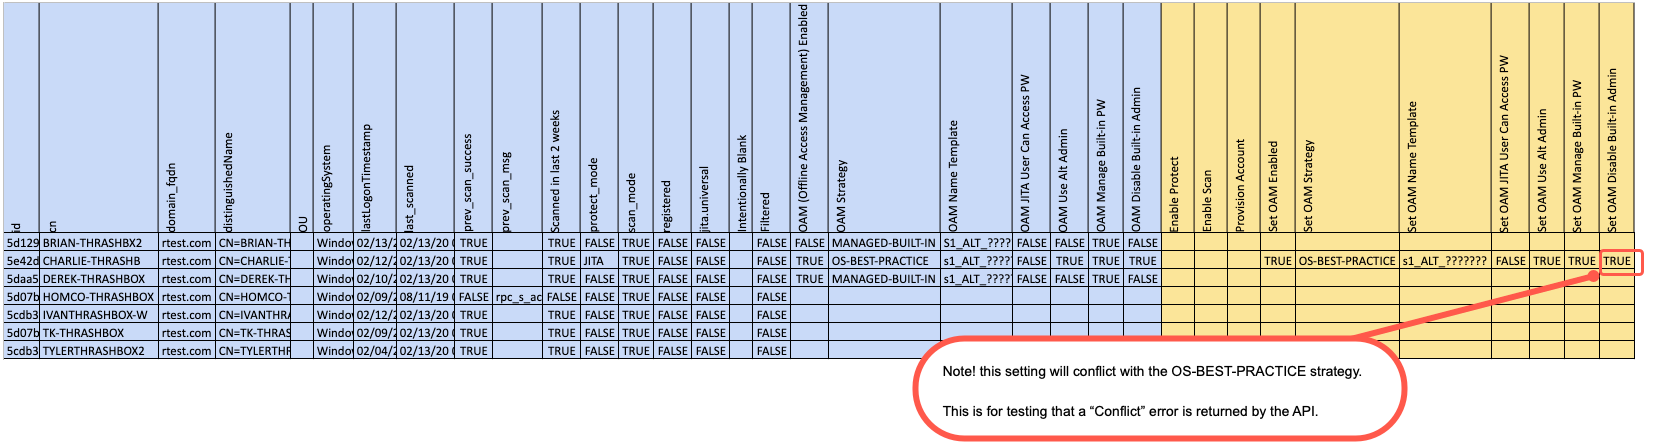 id cn domain_fqdn distinguishedName OU operatingSystem lastLogonTimestamp last_scanned prev_scan_success prev_scan_msg Scanned in last 2 weeks protect_mode scan_mode registered jita.universal Intentionally Blank Filtered OAM (Offline Access Management) Enabled OAM Strategy OAM Name Template OAM JITA User Can Access PW OAM Use Alt Admin OAM Manage Built-in PW OAM Disable Built-in Admin Enable Protect Enable Scan Provision Account Set OAM Enabled Set OAM Strategy Set OAM Name Template Set OAM JITA User Can Access PW Set OAM Use Alt Admin Set OAM Manage Built-in PW Set OAM Disable Built-in Admin
5d129 BRIAN-THRASHBX2 rtest.com CN=BRIAN-TH Window 02/13/2 02/13/20 0 TRUE TRUE FALSE TRUE FALSE FALSE FALSE FALSE MANAGED-BUILT-IN S1_ALT_???? FALSE FALSE TRUE FALSE
5e42d CHARLIE-THRASHB rtest.com CN=CHARLIE- Window 02/12/2 02/13/20 0 TRUE TRUE JITA TRUE FALSE FALSE FALSE TRUE OS-BEST-PRACTICE s1_ALT_???? FALSE TRUE TRUE TRUE TRUE OS-BEST-PRACTICE s1_ALT_??????? FALSE TRUE TRUE TRUE
5daa5 DEREK-THRASHBOX rtest.com CN=DEREK-TH Window 02/10/2 02/13/20 0 TRUE TRUE FALSE TRUE FALSE FALSE FALSE TRUE MANAGED-BUILT-IN s1_ALT_???? FALSE FALSE TRUE FALSE
5d07b HOMCO-THRASHBOX rtest.com CN=HOMCO-T Window 02/09/2 08/11/19 0 FALSE rpc_s_ac FALSE FALSE TRUE FALSE FALSE FALSE
5cdb3 IVANTHRASHBOX-W rtest.com CN=IVANTHRA Window 02/12/2 02/13/20 0 TRUE TRUE FALSE TRUE FALSE FALSE FALSE
5d07b TK-THRASHBOX rtest.com CN=TK-THRAS Window 02/09/2 02/13/20 0 TRUE TRUE FALSE TRUE FALSE FALSE FALSE
5cdb3 TYLERTHRASHBOX2 rtest.com CN=TYLERTHF Window 02/04/2 02/13/20 0 TRUE TRUE FALSE TRUE FALSE FALSE FALSE
Note! this setting will conflict with the OS-BEST-PRACTICE strategy.
This is for testing that a “Conflict” error is returned by the API.